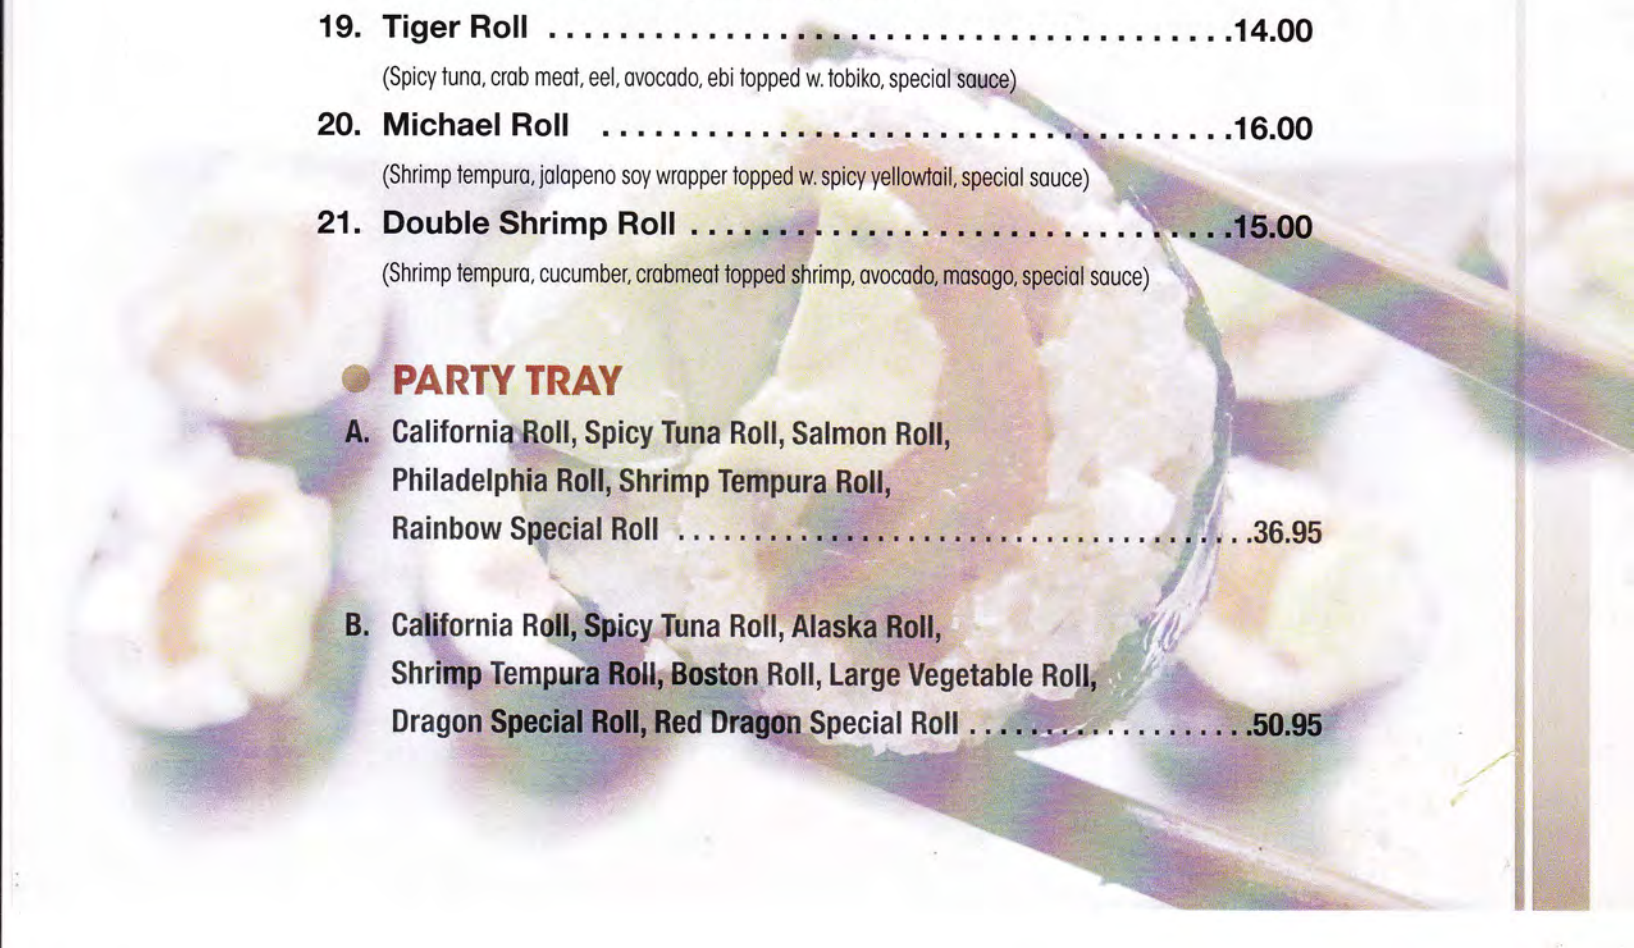 19. Tiger Roll ........................................14.00
(Spicy tuna, crab meat, eel, avocado, ebi topped w. tobiko, special sauce)
20. Michael Roll .....................................16.00
(Shrimp tempura, jalapeno soy wrapper topped w. spicy yellowtail, special sauce)
21. Double Shrimp Roll ................................15.00
(Shrimp tempura, cucumber, crabmeat topped shrimp, avocado, masago, special sauce)
PARTY TRAY
A. California Roll, Spicy Tuna Roll, Salmon Roll,
Philadelphia Roll, Shrimp Tempura Roll,
Rainbow Special Roll ......................................36.95
B. California Roll, Spicy Tuna Roll, Alaska Roll,
Shrimp Tempura Roll, Boston Roll, Large Vegetable Roll,
Dragon Special Roll, Red Dragon Special Roll ...................50.95